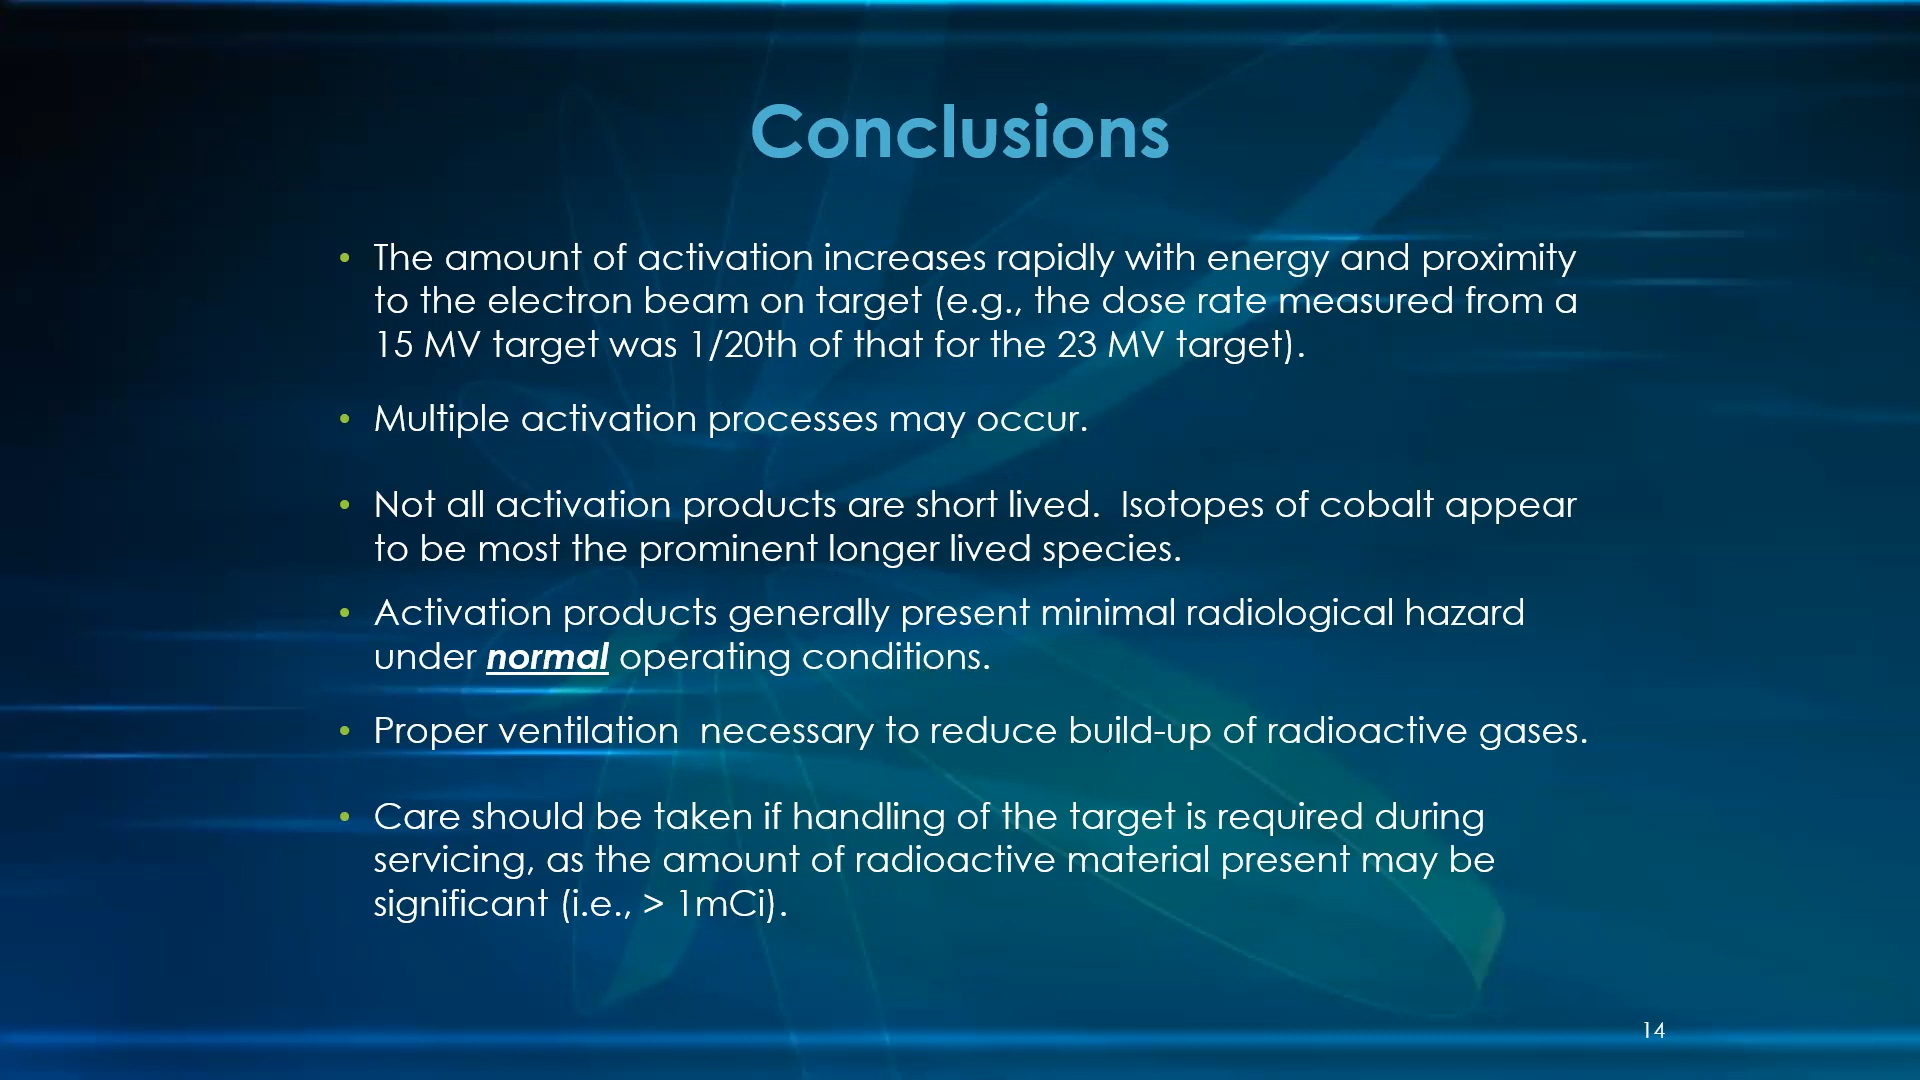 Conclusions
• The amount of activation increases rapidly with energy and proximity
to the electron beam on target (e.g., the dose rate measured from a
15 MV target was 1/20th of that for the 23 MV target).
• Multiple activation processes may occur.
• Not all activation products are short lived.  Isotopes of cobalt appear
to be most the prominent longer lived species.
• Activation products generally present minimal radiological hazard
under normal operating conditions.
• Proper ventilation  necessary to reduce build-up of radioactive gases.
• Care should be taken if handling of the target is required during
servicing, as the amount of radioactive material present may be
significant (i.e., > 1mCi).
14